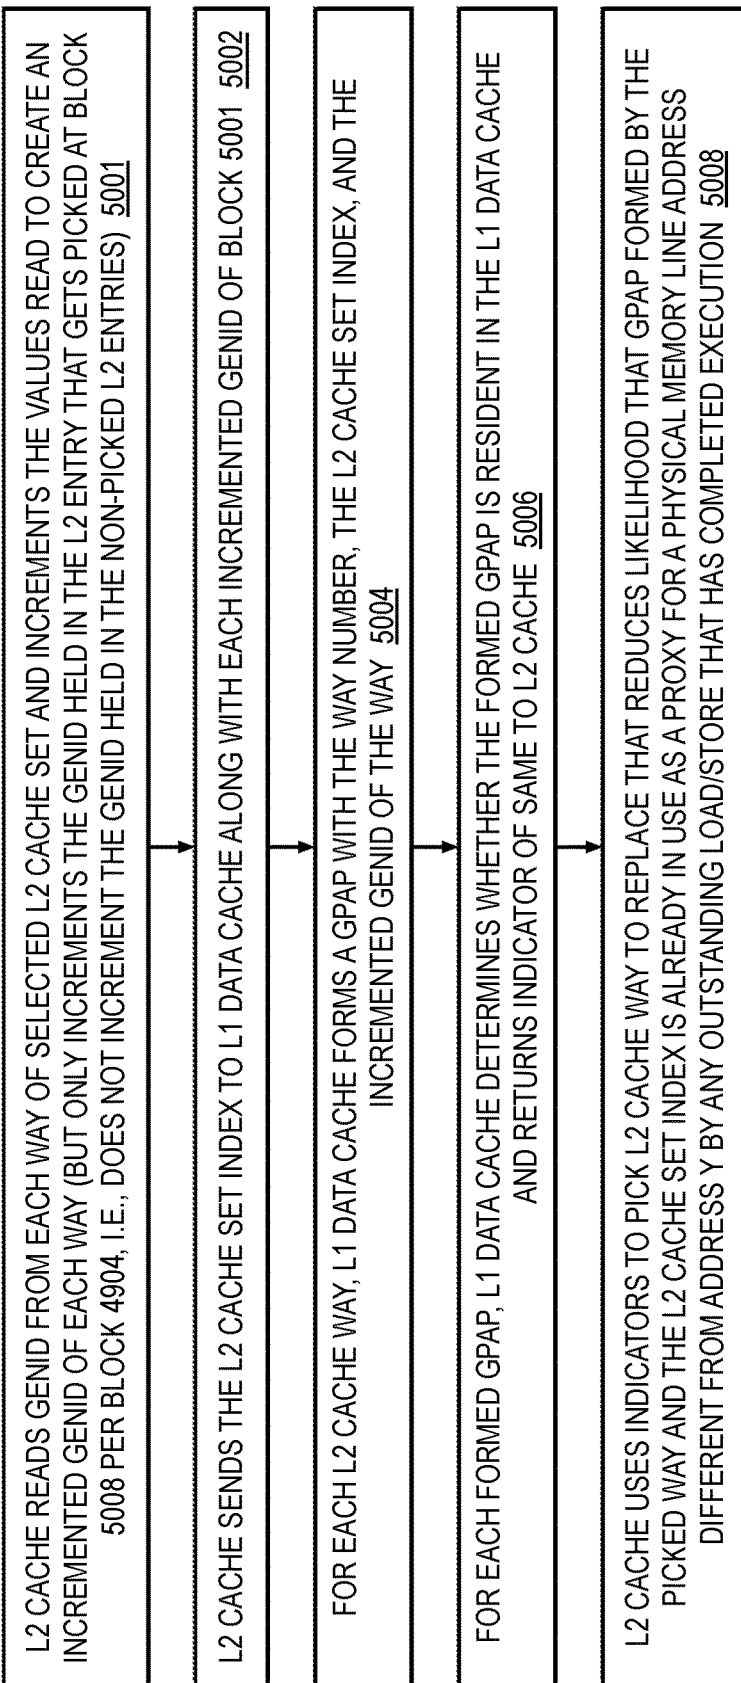 L2 CACHE READS GENID FROM EACH WAY OF SELECTED L2 CACHE SET AND INCREMENTS THE VALUES READ TO CREATE AN
INCREMENTED GENID OF EACH WAY (BUT ONLY INCREMENTS THE GENID HELD IN THE L2 ENTRY THAT GETS PICKED AT BLOCK
5008 PER BLOCK 4904, I.E., DOES NOT INCREMENT THE GENID HELD IN THE NON-PICKED L2 ENTRIES) 5001
L2 CACHE SENDS THE L2 CACHE SET INDEX TO L1 DATA CACHE ALONG WITH EACH INCREMENTED GENID OF BLOCK 5001 5002
FOR EACH L2 CACHE WAY, L1 DATA CACHE FORMS A GPAP WITH THE WAY NUMBER, THE L2 CACHE SET INDEX, AND THE
INCREMENTED GENID OF THE WAY 5004
FOR EACH FORMED GPAP, L1 DATA CACHE DETERMINES WHETHER THE FORMED GPAP IS RESIDENT IN THE L1 DATA CACHE
AND RETURNS INDICATOR OF SAME TO L2 CACHE 5006
L2 CACHE USES INDICATORS TO PICK L2 CACHE WAY TO REPLACE THAT REDUCES LIKELIHOOD THAT GPAP FORMED BY THE
PICKED WAY AND THE L2 CACHE SET INDEX IS ALREADY IN USE AS A PROXY FOR A PHYSICAL MEMORY LINE ADDRESS
DIFFERENT FROM ADDRESS Y BY ANY OUTSTANDING LOAD/STORE THAT HAS COMPLETED EXECUTION 5008